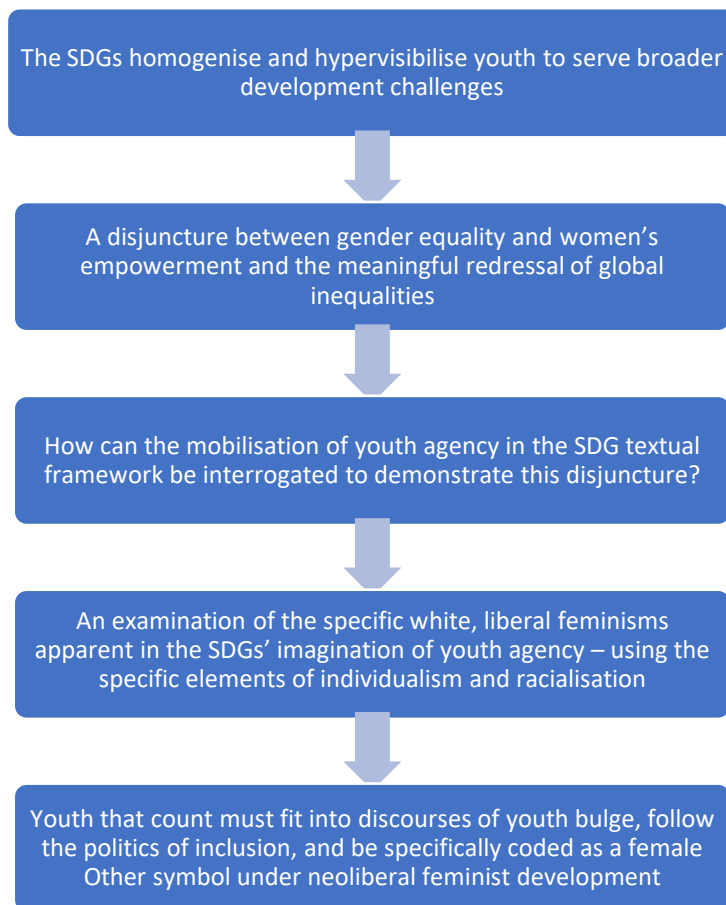 The SDGs homogenise and hypervisibilise youth to serve broader
development challenges
A disjuncture between gender equality and women’s
empowerment and the meaningful redressal of global
inequalities
How can the mobilisation of youth agency in the SDG textual
framework be interrogated to demonstrate this disjuncture?
An examination of the specific white, liberal feminisms
apparent in the SDGs’ imagination of youth agency – using the
specific elements of individualism and racialisation
Youth that count must fit into discourses of youth bulge, follow
the politics of inclusion, and be specifically coded as a female
Other symbol under neoliberal feminist development